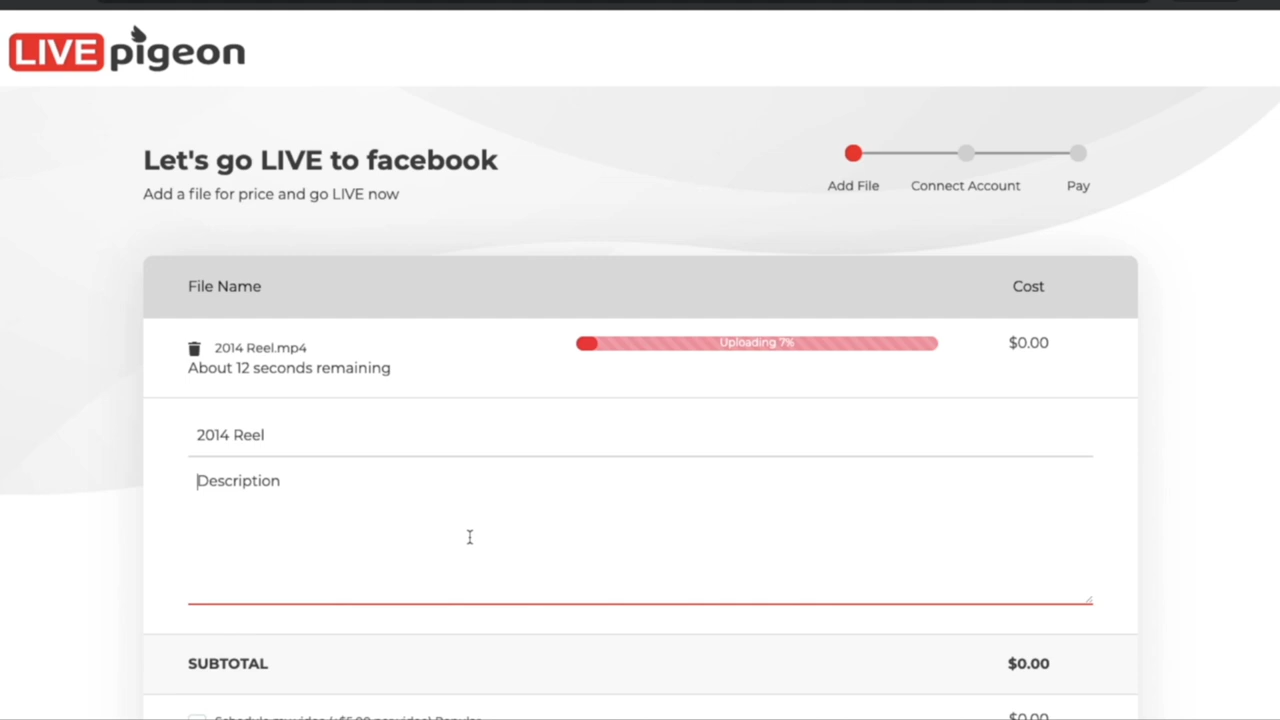 LIVE pigeon
Let's go LIVE to facebook
Add a file for price and go LIVE now
Add File
Connect Account
Pay
File Name
Cost
2014 Reel.mp4
Uploading 7%
$0.00
About 12 seconds remaining
2014 Reel
Description
SUBTOTAL
$0.00
$0.00